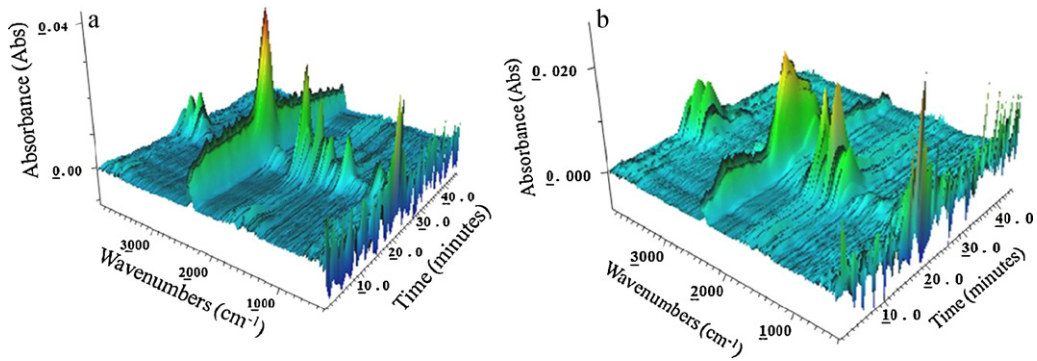 a
0.04
0.00
Absorbance (Abs)
3000
2000
1000
Wavenumbers (cm-1)
10.0
20.0
30.0
40.0
Time (minutes)
b
0.020
0.000
Absorbance (Abs)
3000
2000
1000
Wavenumbers (cm-1)
10.0
20.0
30.0
40.0
Time (minutes)